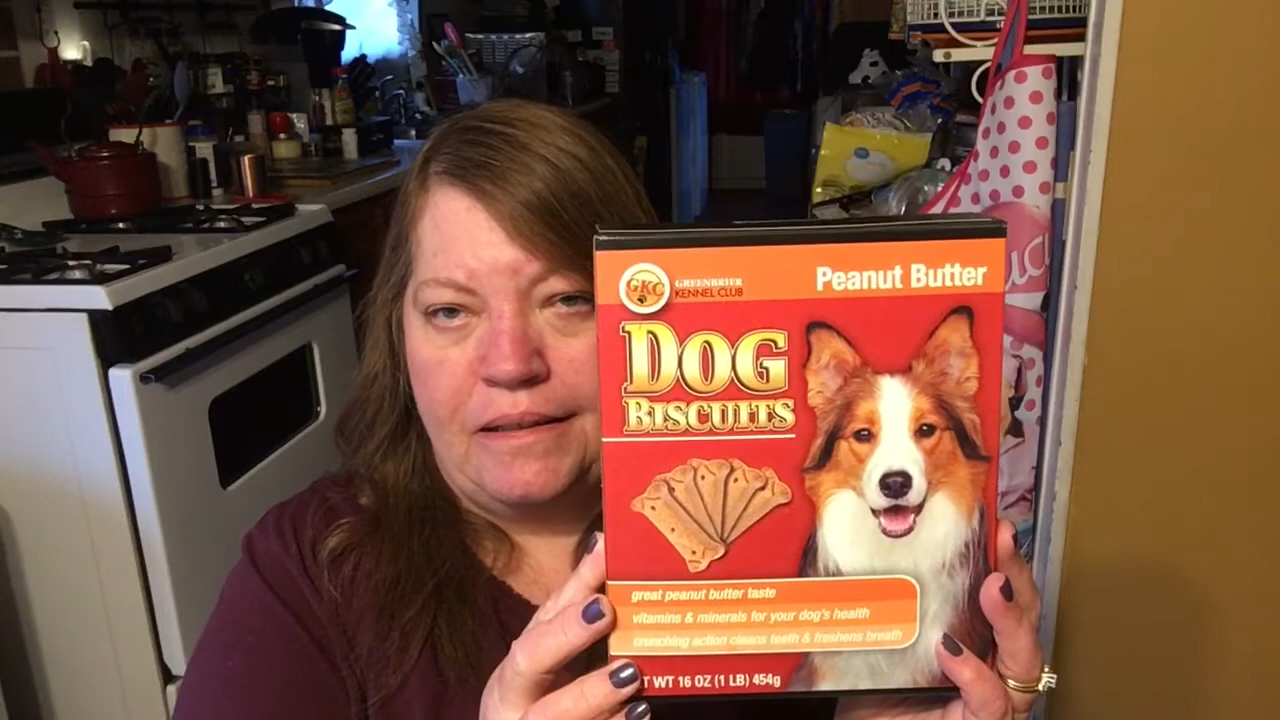 GKC
GREENBRIER
KENNEL CLUB
Peanut Butter
DOG
BISCUITS
great peanut butter taste
vitamins & minerals for your dog's health
crunching action cleans teeth & freshens breath
T WT 16 OZ (1 LB) 454g